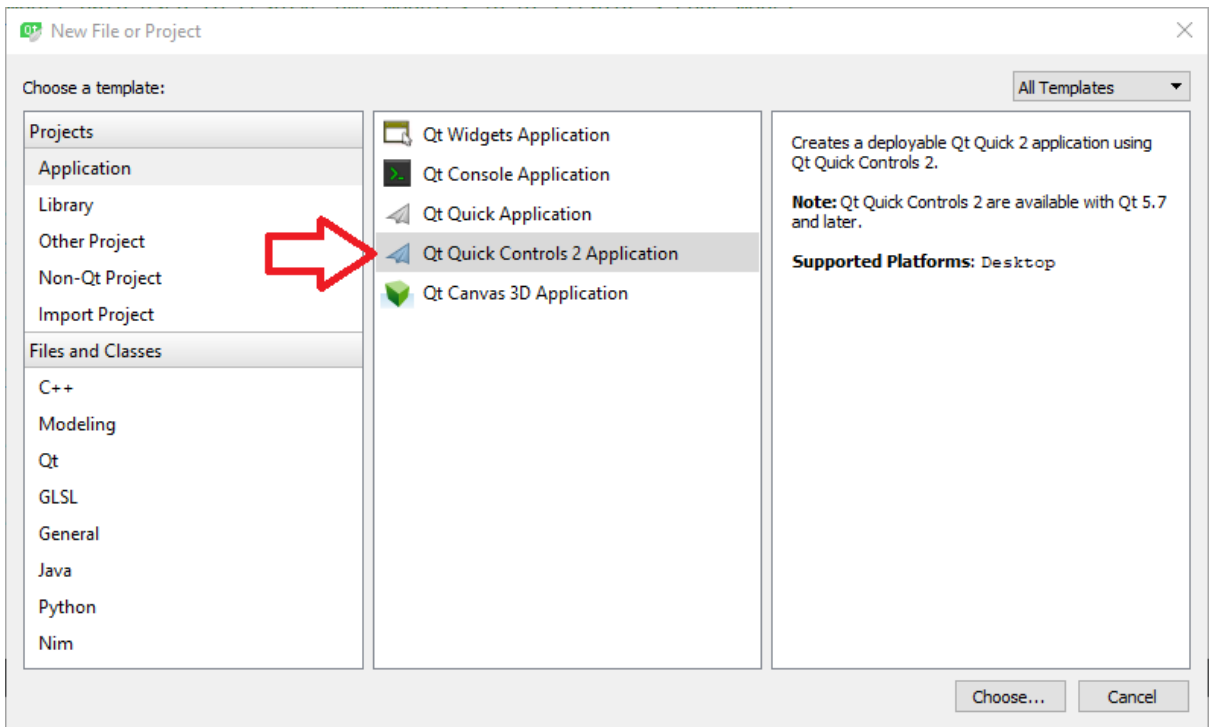 New File or Project
Choose a template:
All Templates
Projects
Application
Library
Other Project
Non-Qt Project
Import Project
Files and Classes
C++
Modeling
Qt
GLSL
General
Java
Python
Nim
Qt Widgets Application
Qt Console Application
Qt Quick Application
Qt Quick Controls 2 Application
Qt Canvas 3D Application
Creates a deployable Qt Quick 2 application using
Qt Quick Controls 2.
Note: Qt Quick Controls 2 are available with Qt 5.7
and later.
Supported Platforms: Desktop
Choose...
Cancel